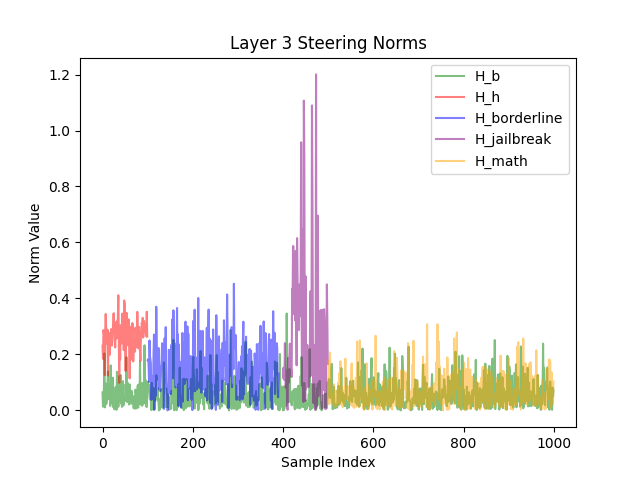 Layer 3 Steering Norms
Norm Value
1.2
1.0
0.8
0.6
0.4
0.2
0.0
H_b
H_h
H_borderline
H_jailbreak
H_math
0
200
400
600
800
1000
Sample Index